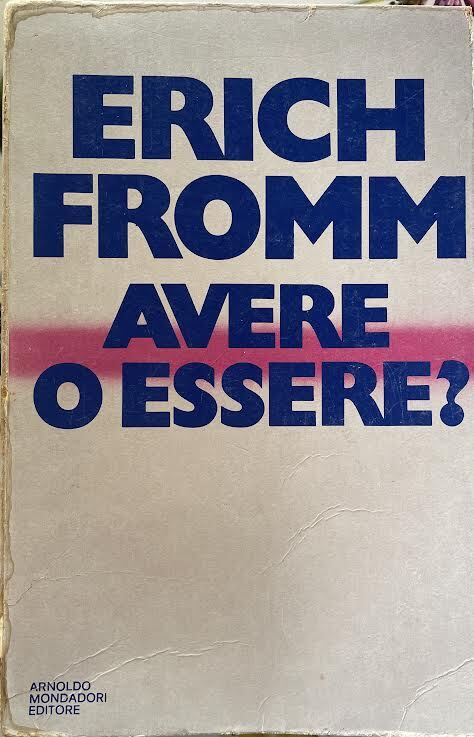 ERICH
FROMM
AVERE
O ESSERE?
ARNOLDO
MONDADORI
EDITORE